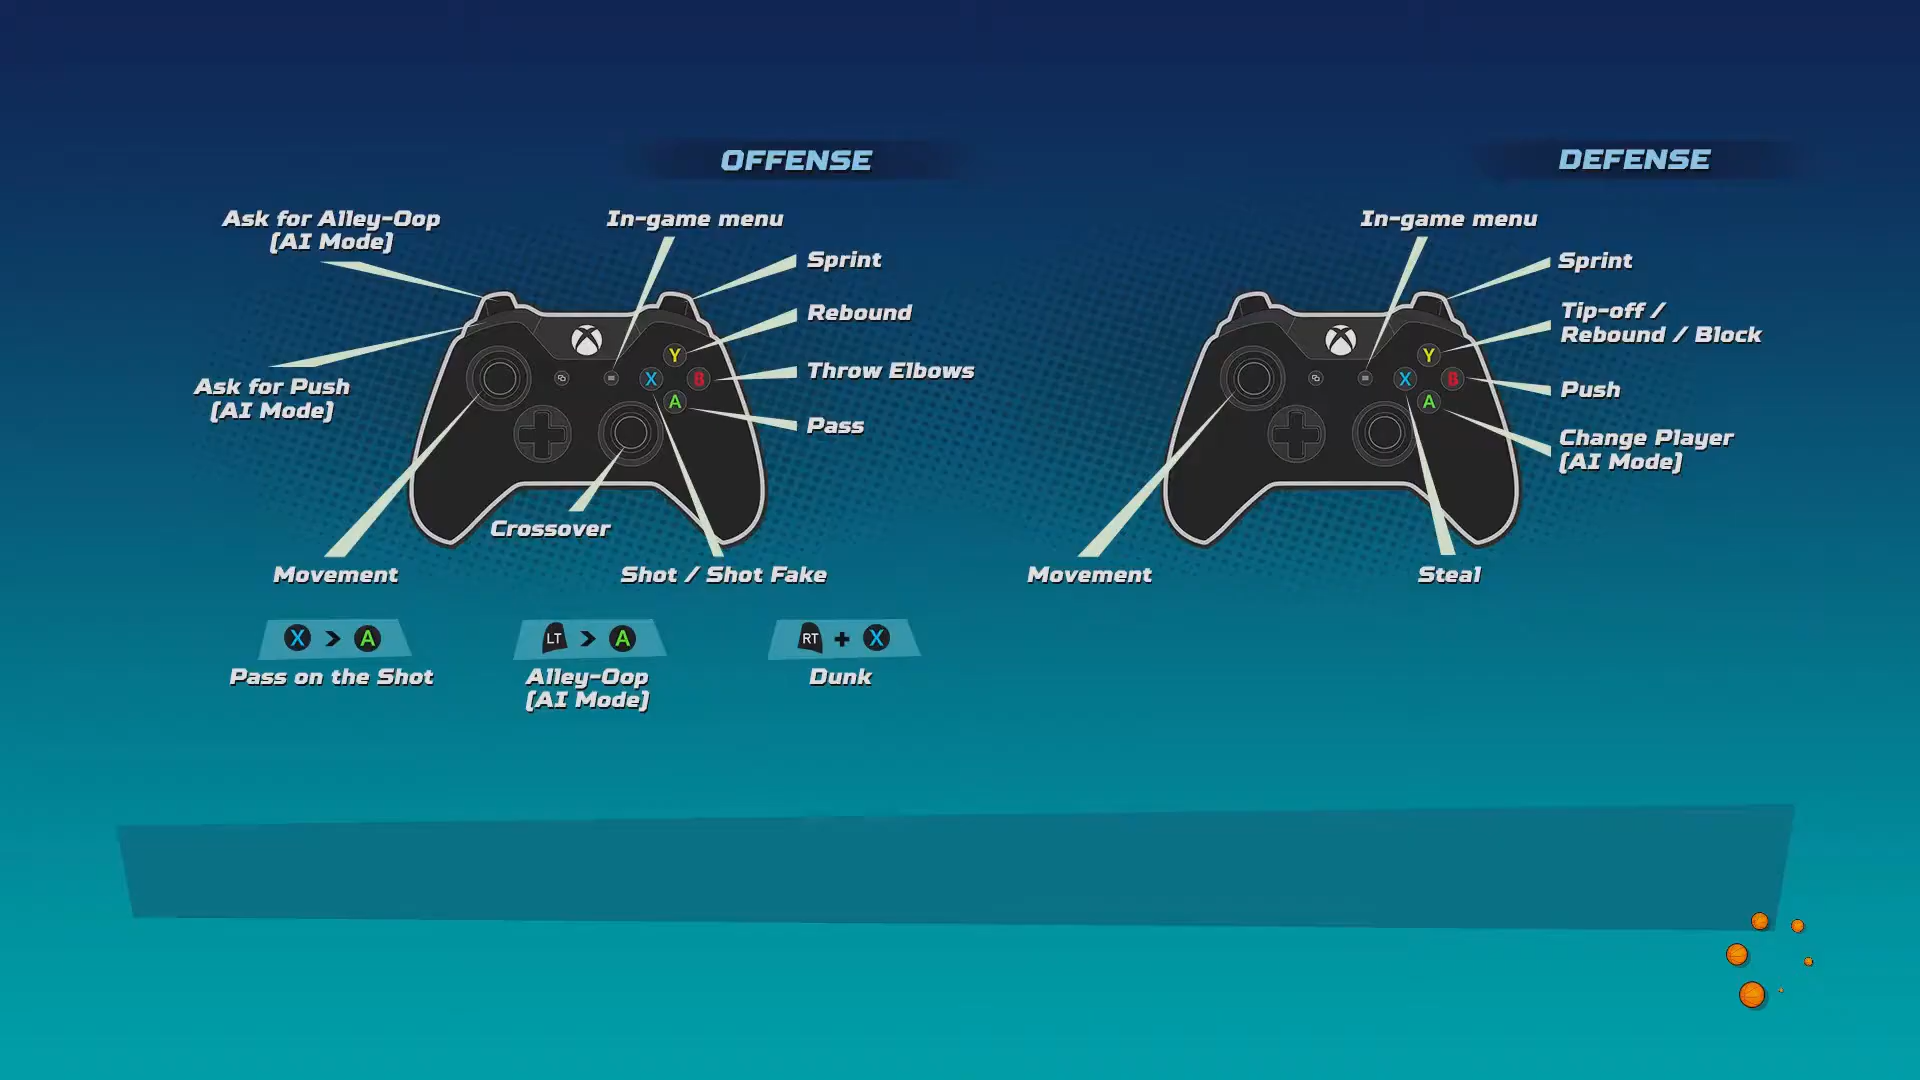 OFFENSE
Ask for Alley-Oop
[AI Mode]
In-game menu
Sprint
Rebound
Throw Elbows
Pass
Ask for Push
[AI Mode]
Y
X
B
A
Crossover
Movement
Shot / Shot Fake
X > A
Pass on the Shot
LT > A
Alley-Oop
[AI Mode]
RT + X
Dunk
DEFENSE
In-game menu
Sprint
Tip-off /
Rebound / Block
Push
Change Player
[AI Mode]
Y
X
B
A
Movement
Steal